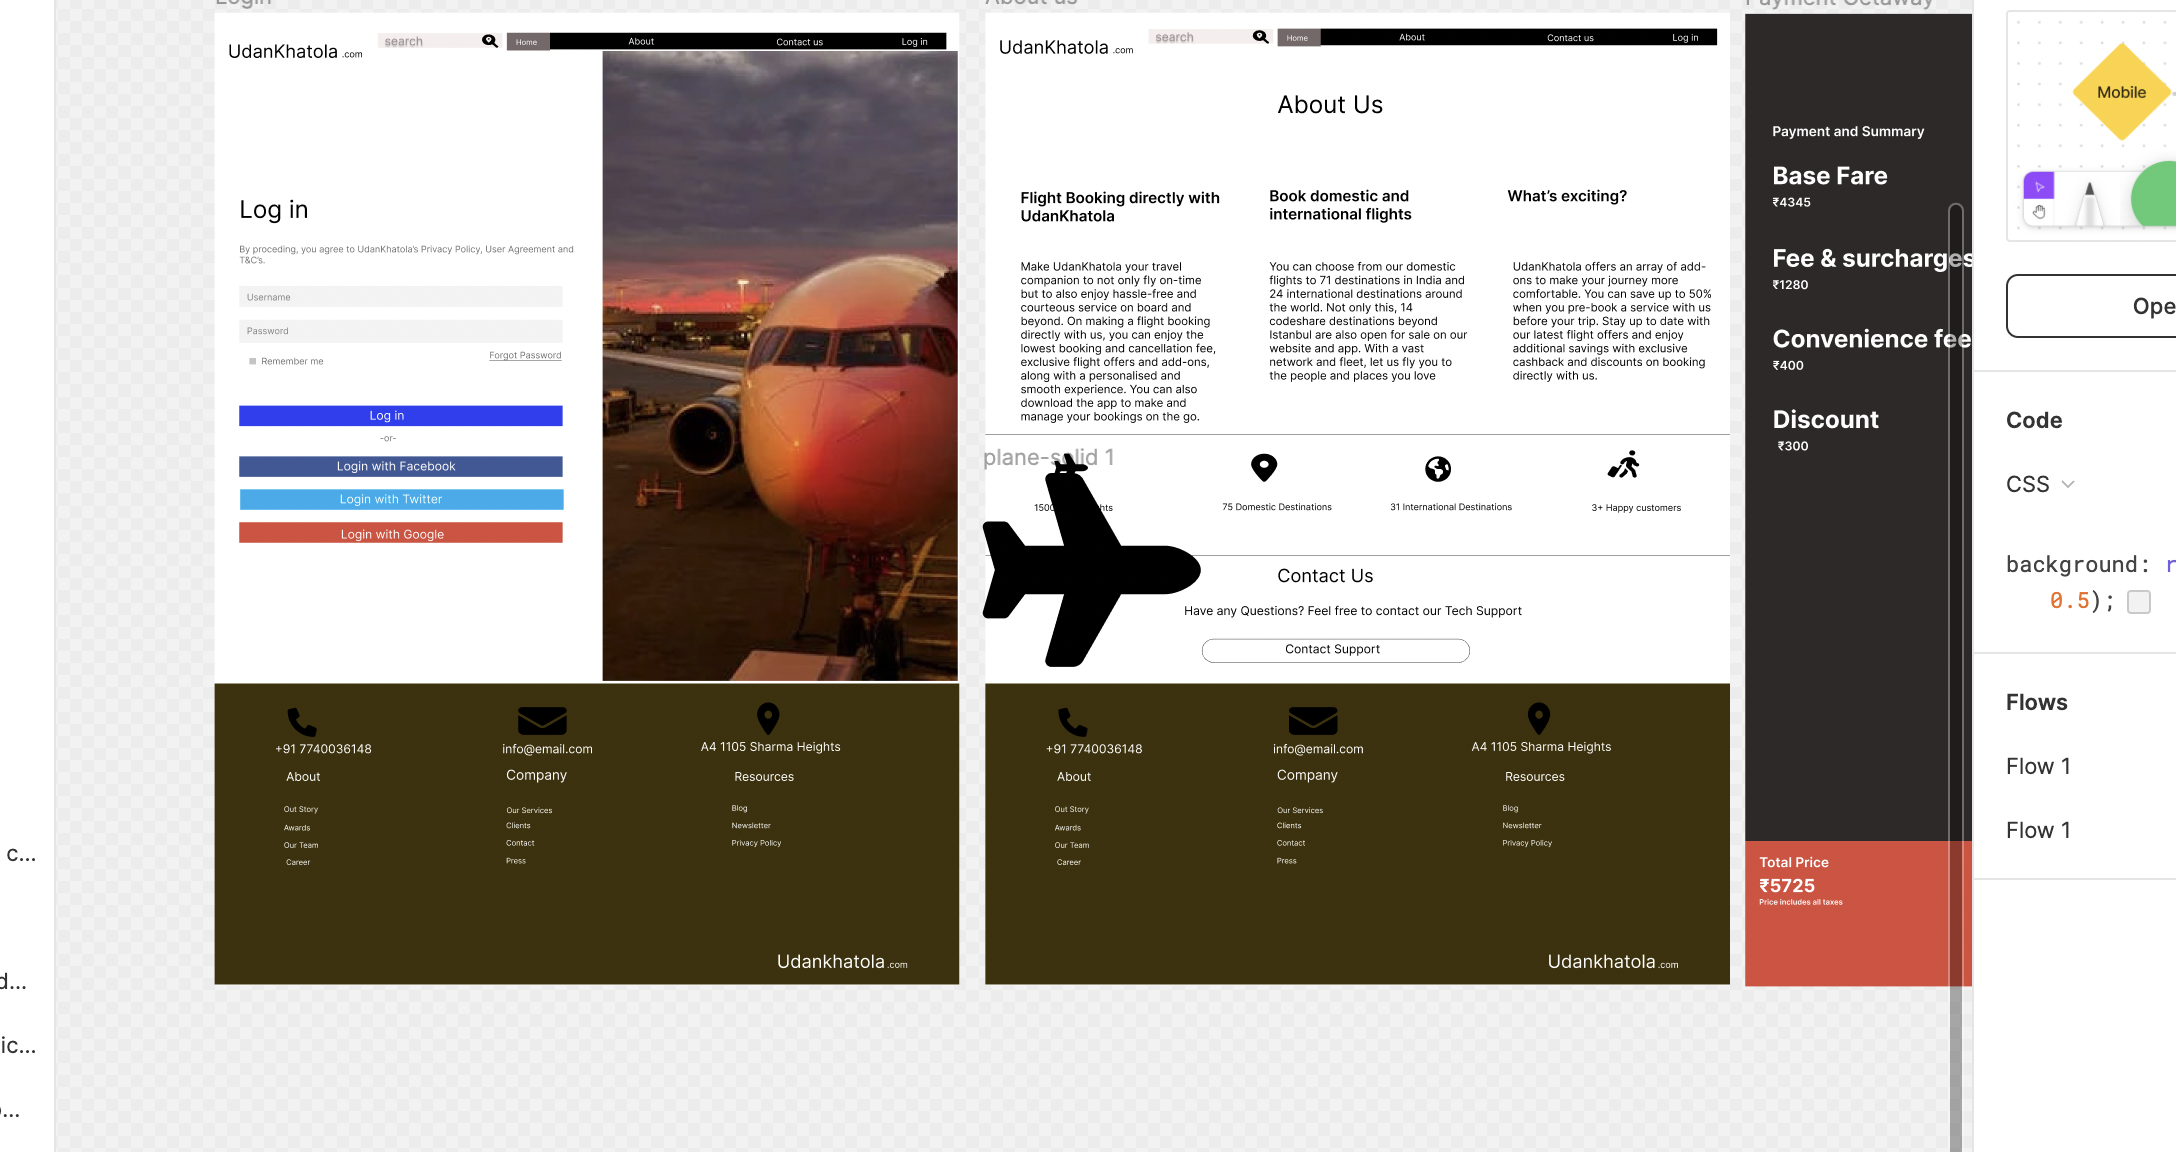 Login
UdanKhatola .com
search
Home
About
Contact us
Log in
Log in
By proceding, you agree to UdanKhatola's Privacy Policy, User Agreement and
T&C's.
Username
Password
Remember me
Forgot Password
Log in
-or-
Login with Facebook
Login with Twitter
Login with Google
+91 7740036148
info@email.com
A4 1105 Sharma Heights
About
Company
Resources
Out Story
Awards
Our Team
Career
Our Services
Clients
Contact
Press
Blog
Newsletter
Privacy Policy
Udankhatola .com
About us
UdanKhatola .com
search
Home
About
Contact us
Log in
About Us
Flight Booking directly with
UdanKhatola
Make UdanKhatola your travel
companion to not only fly on-time
but to also enjoy hassle-free and
courteous service on board and
beyond. On making a flight booking
directly with us, you can enjoy the
lowest booking and cancellation fee,
exclusive flight offers and add-ons,
along with a personalised and
smooth experience. You can also
download the app to make and
manage your bookings on the go.
Book domestic and
international flights
You can choose from our domestic
flights to 71 destinations in India and
24 international destinations around
the world. Not only this, 14
codeshare destinations beyond
Istanbul are also open for sale on our
website and app. With a vast
network and fleet, let us fly you to
the people and places you love
What's exciting?
UdanKhatola offers an array of add-
ons to make your journey more
comfortable. You can save up to 50%
when you pre-book a service with us
before your trip. Stay up to date with
our latest flight offers and enjoy
additional savings with exclusive
cashback and discounts on booking
directly with us.
plane-solid 1
75 Domestic Destinations
31 International Destinations
3+ Happy customers
Contact Us
Have any Questions? Feel free to contact our Tech Support
Contact Support
+91 7740036148
info@email.com
A4 1105 Sharma Heights
About
Company
Resources
Out Story
Awards
Our Team
Career
Our Services
Clients
Contact
Press
Blog
Newsletter
Privacy Policy
Udankhatola .com
Payment Getaway
Payment and Summary
Base Fare
₹4345
Fee & surcharges
₹1280
Convenience fee
₹400
Discount
₹300
Total Price
₹5725
Price includes all taxes
Mobile
Ope
Code
CSS
background: r
0.5);
Flows
Flow 1
Flow 1
c...
d...
ic...